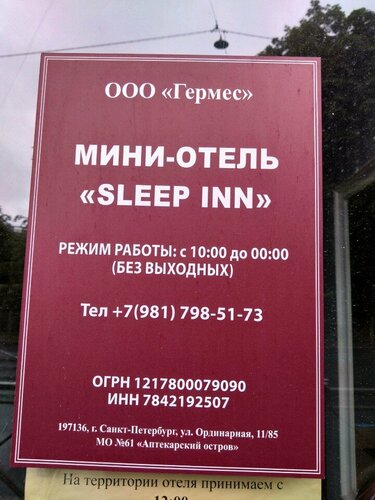 ООО «Гермес»
МИНИ-ОТЕЛЬ
«SLEEP INN»
РЕЖИМ РАБОТЫ: с 10:00 до 00:00
(БЕЗ ВЫХОДНЫХ)
Тел +7(981) 798-51-73
ОГРН 1217800079090
ИНН 7842192507
197136, г. Санкт-Петербург, ул. Ординарная, 11/85
МО №61 «Аптекарский остров»
На территории отеля принимаем с
12:00